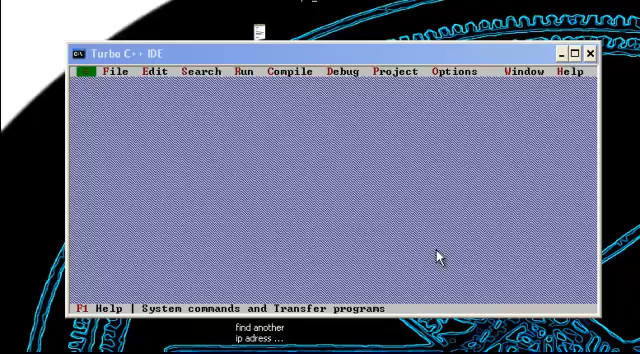 Turbo C++ IDE
File Edit Search Run Compile Debug Project Options Window Help
F1 Help | System commands and Transfer programs
find another
ip adress ...